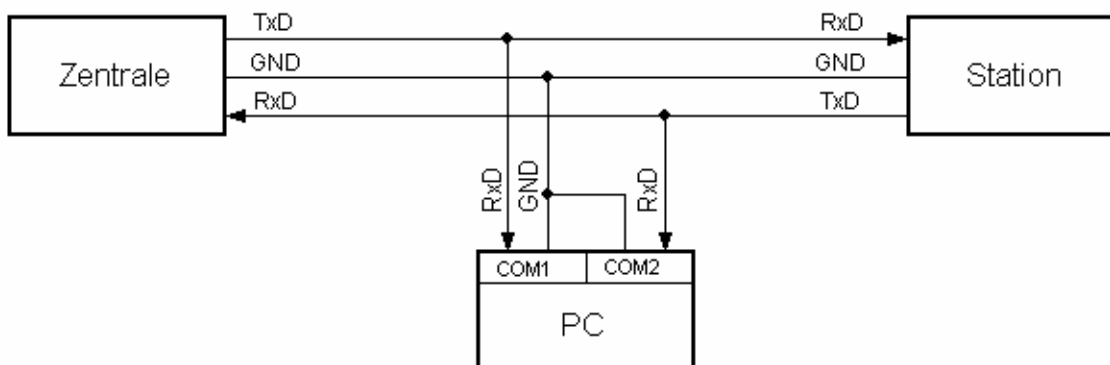 TxD RxD
Zentrale GND GND Station
RxD TxD
RxD GND RxD
COM1 COM2
PC